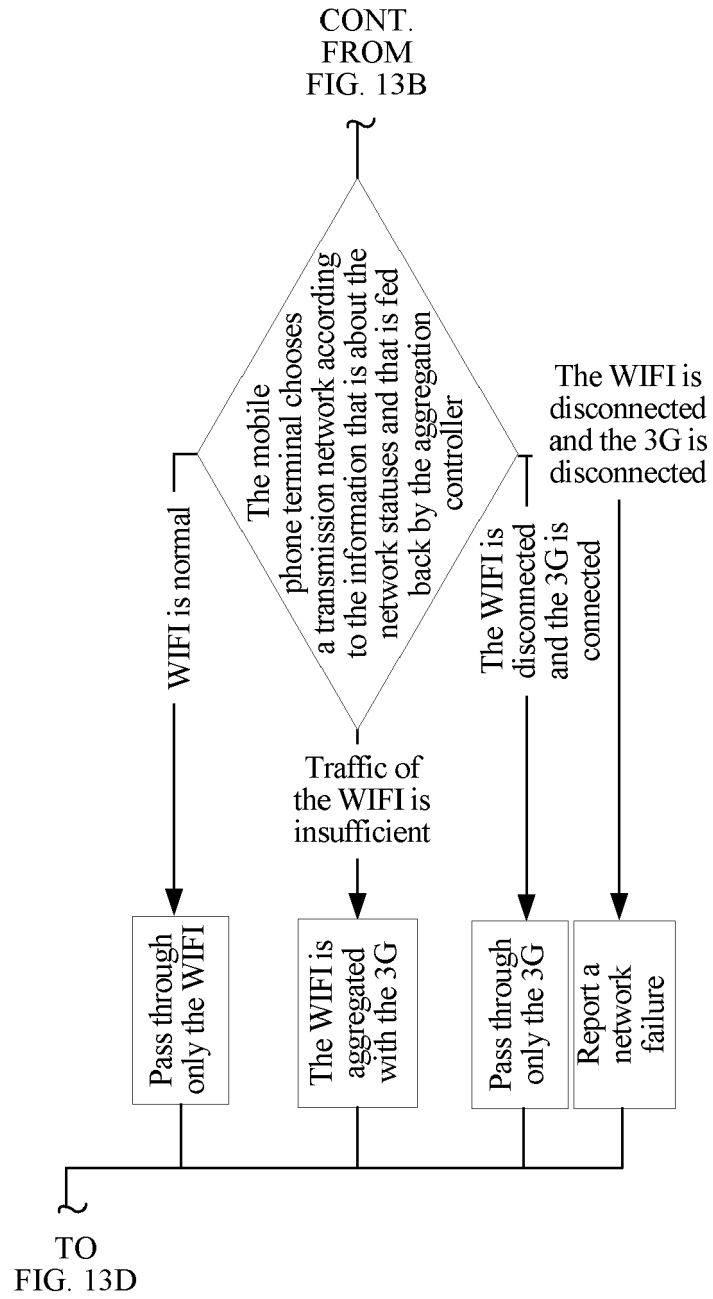 CONT.
FROM
FIG. 13B
The mobile
phone terminal chooses
a transmission network according
to the information that is about the
network statuses and that is fed
back by the aggregation
controller
WIFI is normal
Traffic of
the WIFI is
insufficient
The WIFI is
disconnected
and the 3G is
connected
The WIFI is
disconnected
and the 3G is
disconnected
Pass through
only the WIFI
The WIFI is
aggregated
with the 3G
Pass through
only the 3G
Report a
network
failure
TO
FIG. 13D